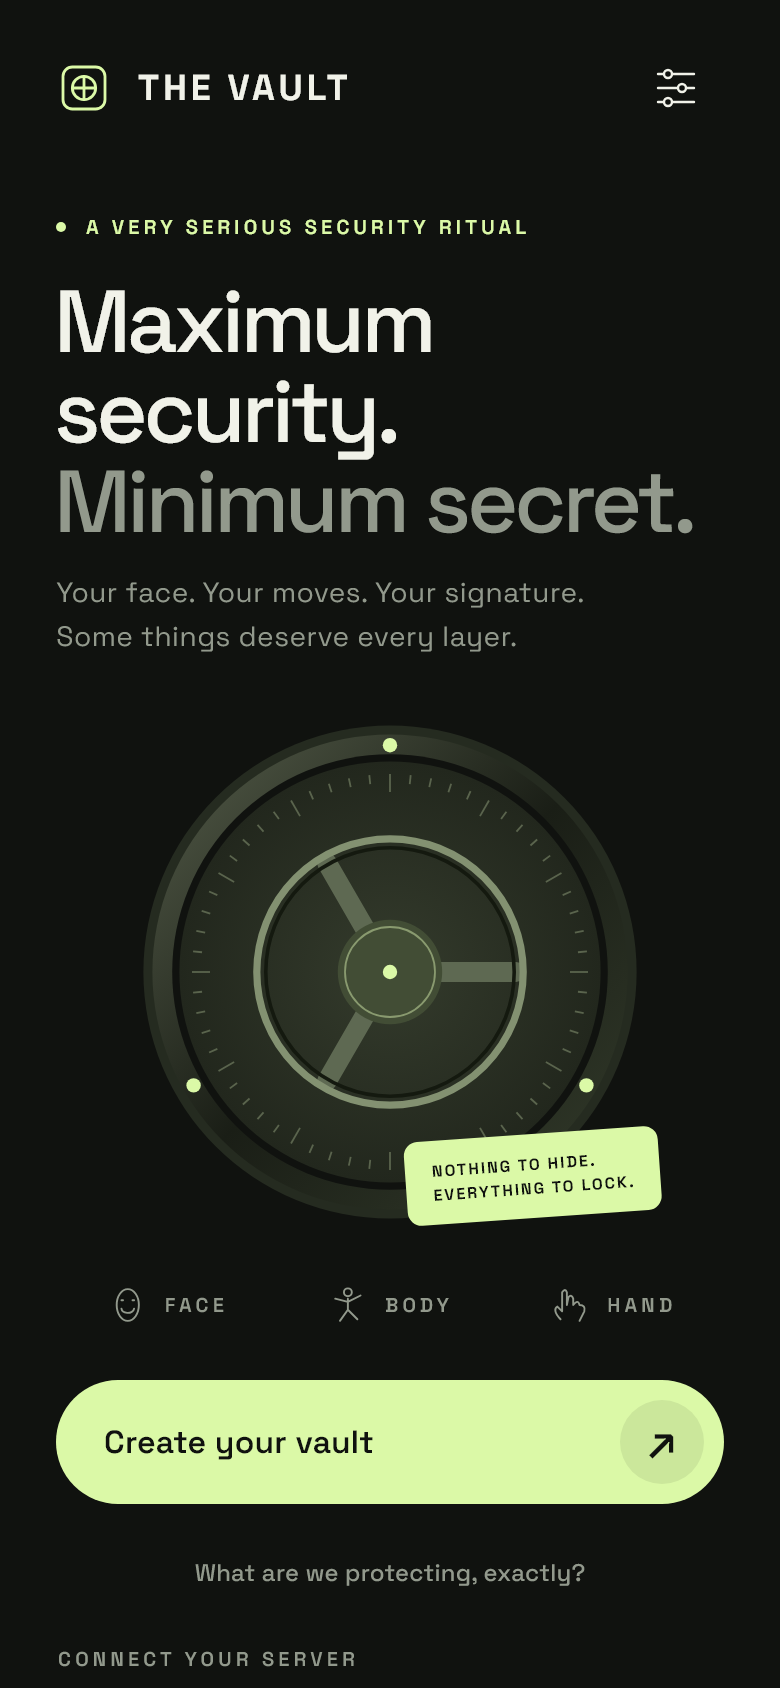 THE VAULT
A VERY SERIOUS SECURITY RITUAL
Maximum
security.
Minimum secret.
Your face. Your moves. Your signature.
Some things deserve every layer.
NOTHING TO HIDE.
EVERYTHING TO LOCK.
FACE
BODY
HAND
Create your vault
What are we protecting, exactly?
CONNECT YOUR SERVER